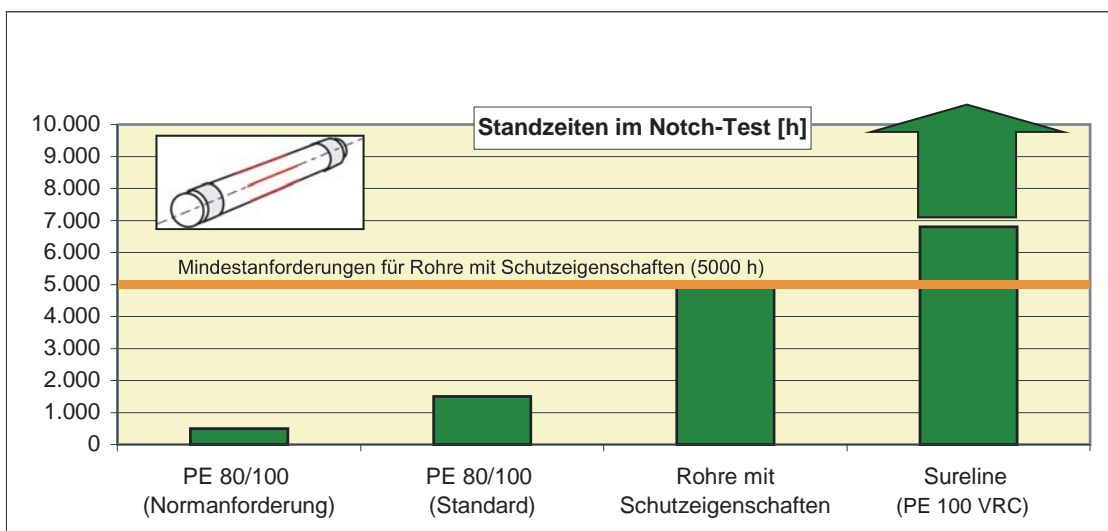 Standzeiten im Notch-Test [h]
10.000
9.000
8.000
7.000
6.000
Mindestanforderungen für Rohre mit Schutzeigenschaften (5000 h)
5.000
4.000
3.000
2.000
1.000
0
PE 80/100
(Normanforderung)
PE 80/100
(Standard)
Rohre mit
Schutzeigenschaften
Sureline
(PE 100 VRC)